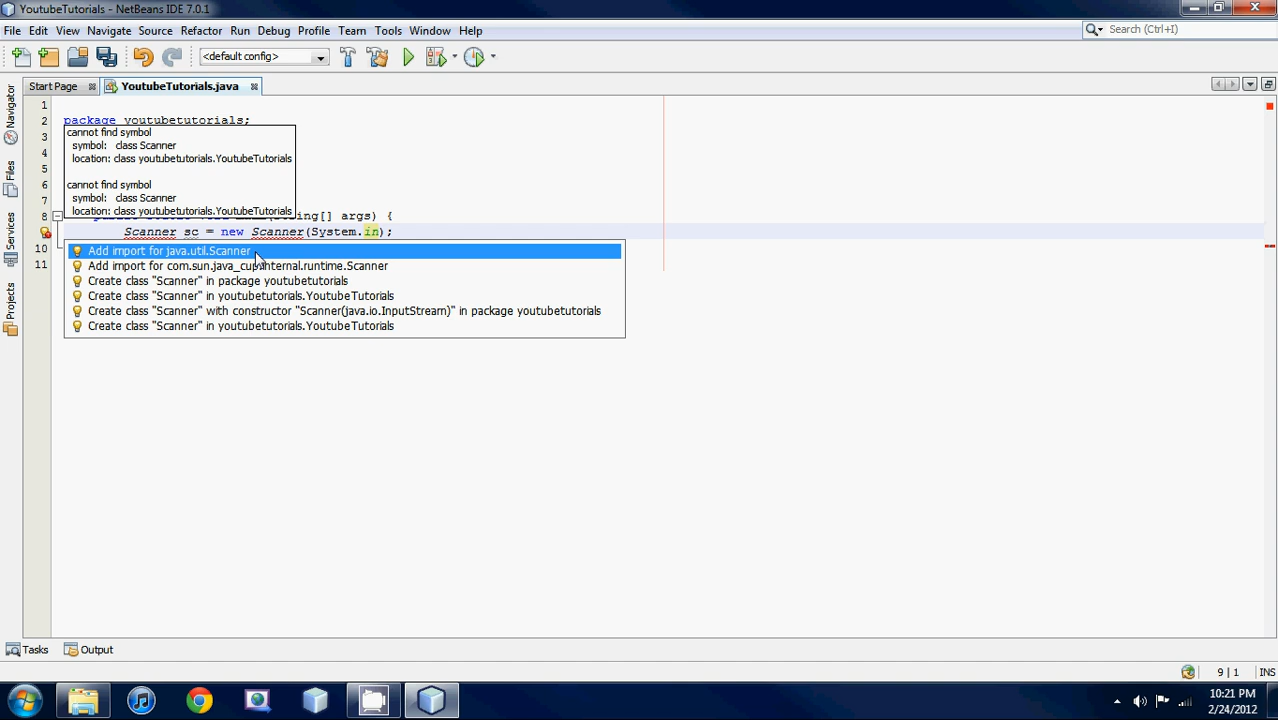 YoutubeTutorials - NetBeans IDE 7.0.1
File Edit View Navigate Source Refactor Run Debug Profile Team Tools Window Help
Search (Ctrl+I)
<default config>
Start Page YoutubeTutorials.java
Navigator
Files
Services
Projects
1
2 package youtubetutorials;
3
4
5
6
7
8 String[] args) {
Scanner sc = new Scanner(System.in);
10
11
cannot find symbol
symbol: class Scanner
location: class youtubetutorials.YoutubeTutorials
cannot find symbol
symbol: class Scanner
location: class youtubetutorials.YoutubeTutorials
Add import for java.util.Scanner
Add import for com.sun.java_cup.internal.runtime.Scanner
Create class "Scanner" in package youtubetutorials
Create class "Scanner" in youtubetutorials.YoutubeTutorials
Create class "Scanner" with constructor "Scanner(java.io.InputStream)" in package youtubetutorials
Create class "Scanner" in youtubetutorials.YoutubeTutorials
Tasks Output
9 | 1 INS
10:21 PM
2/24/2012